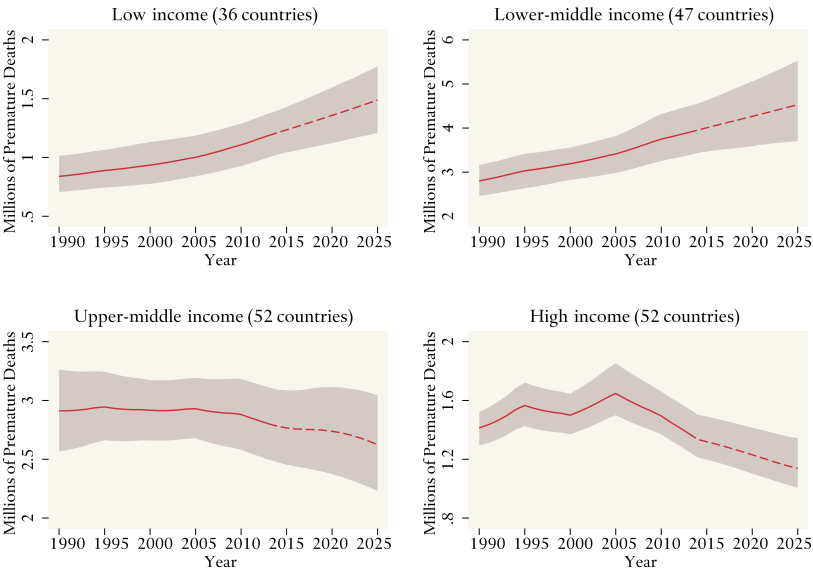 Low income (36 countries)
Millions of Premature Deaths
2
1.5
1
.5
1990 1995 2000 2005 2010 2015 2020 2025
Year
Lower-middle income (47 countries)
Millions of Premature Deaths
6
5
4
3
2
1990 1995 2000 2005 2010 2015 2020 2025
Year
Upper-middle income (52 countries)
Millions of Premature Deaths
3.5
3
2.5
2
1990 1995 2000 2005 2010 2015 2020 2025
Year
High income (52 countries)
Millions of Premature Deaths
2
1.6
1.2
.8
1990 1995 2000 2005 2010 2015 2020 2025
Year